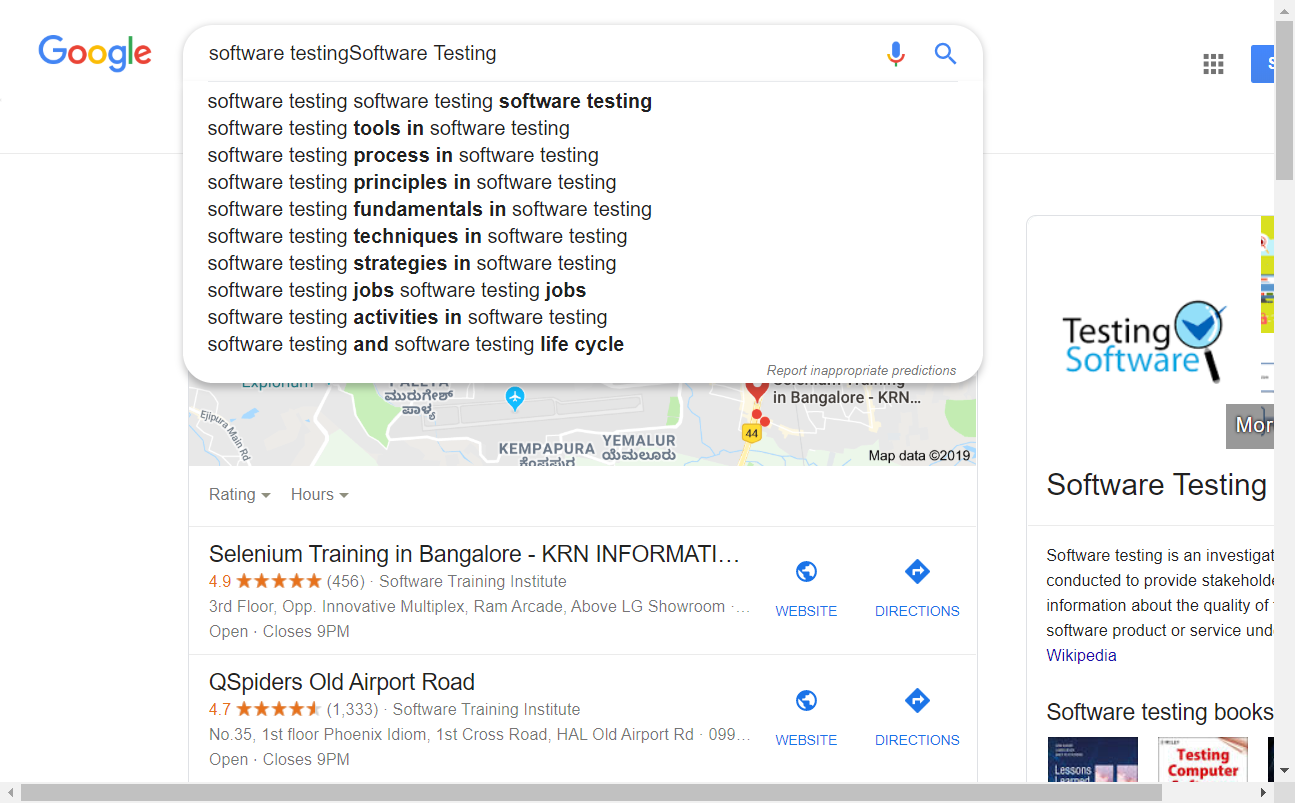 Google
software testingSoftware Testing
S
software testing software testing software testing
software testing tools in software testing
software testing process in software testing
software testing principles in software testing
software testing fundamentals in software testing
software testing techniques in software testing
software testing strategies in software testing
software testing jobs software testing jobs
software testing activities in software testing
software testing and software testing life cycle
Report inappropriate predictions
ಮುರುಗೇಶ್
ಪಾಳ್ಯ
Ejipura Main Rd
KEMPAPURA
YEMALUR
ಯೆಮಲೂರು
44
Selenium Training
in Bangalore - KRN...
Map data ©2019
Rating
Hours
Selenium Training in Bangalore - KRN INFORMATI...
4.9 (456) · Software Training Institute
3rd Floor, Opp. Innovative Multiplex, Ram Arcade, Above LG Showroom · ...
Open · Closes 9PM
WEBSITE
DIRECTIONS
QSpiders Old Airport Road
4.7 (1,333) · Software Training Institute
No.35, 1st floor Phoenix Idiom, 1st Cross Road, HAL Old Airport Rd · 099...
Open · Closes 9PM
WEBSITE
DIRECTIONS
Testing
Software
Mor
Software Testing
Software testing is an investigat
conducted to provide stakeholde
information about the quality of
software product or service und
Wikipedia
Software testing books
Lessons
Learned
WILEY
Testing
Computer